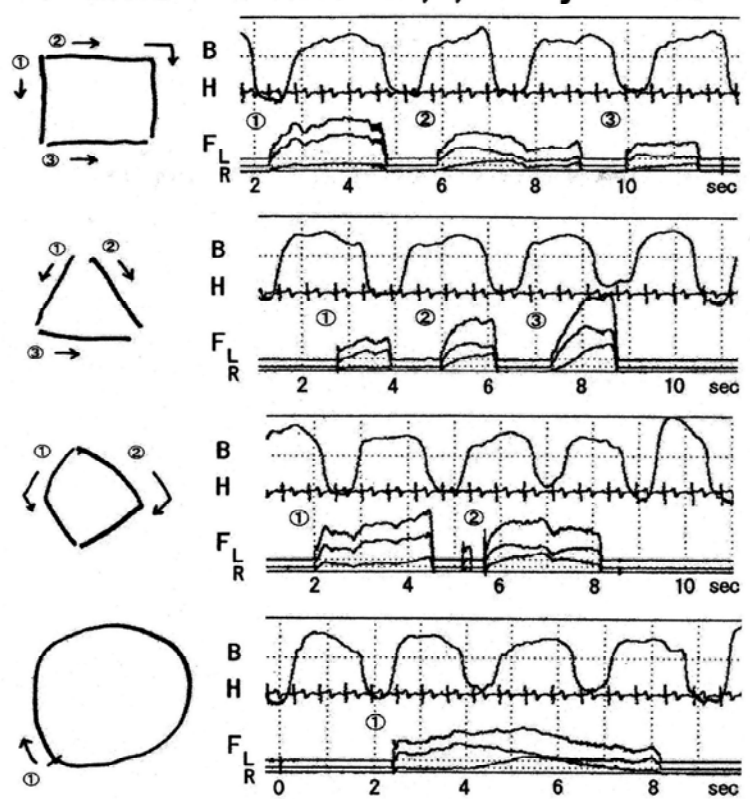 ② B
① H
① ② ③
F L
③ R
2 4 6 8 10 sec
① ② B
H
① ② ③
F L
③ R
2 4 6 8 10 sec
① ② B
H
① ②
F L
R
2 4 6 8 10 sec
B
H
①
F L
① R
0 2 4 6 8 sec